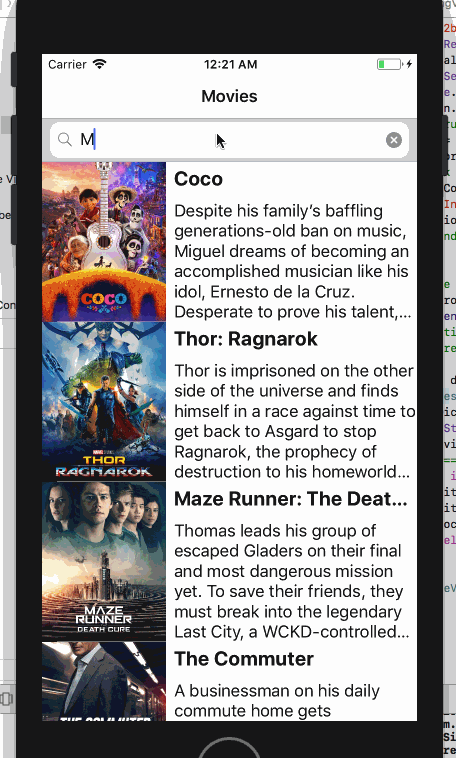 Carrier 12:21 AM
Movies
M
Coco
Despite his family's baffling
generations-old ban on music,
Miguel dreams of becoming an
accomplished musician like his
idol, Ernesto de la Cruz.
Desperate to prove his talent,...
COCO
Thor: Ragnarok
Thor is imprisoned on the other
side of the universe and finds
himself in a race against time to
get back to Asgard to stop
Ragnarok, the prophecy of
destruction to his homeworld...
THOR
RAGNAROK
Maze Runner: The Deat...
Thomas leads his group of
escaped Gladers on their final
and most dangerous mission
yet. To save their friends, they
must break into the legendary
Last City, a WCKD-controlled...
MAZE
RUNNER
DEATH CURE
The Commuter
A businessman on his daily
commute home gets
THE COMMUTER